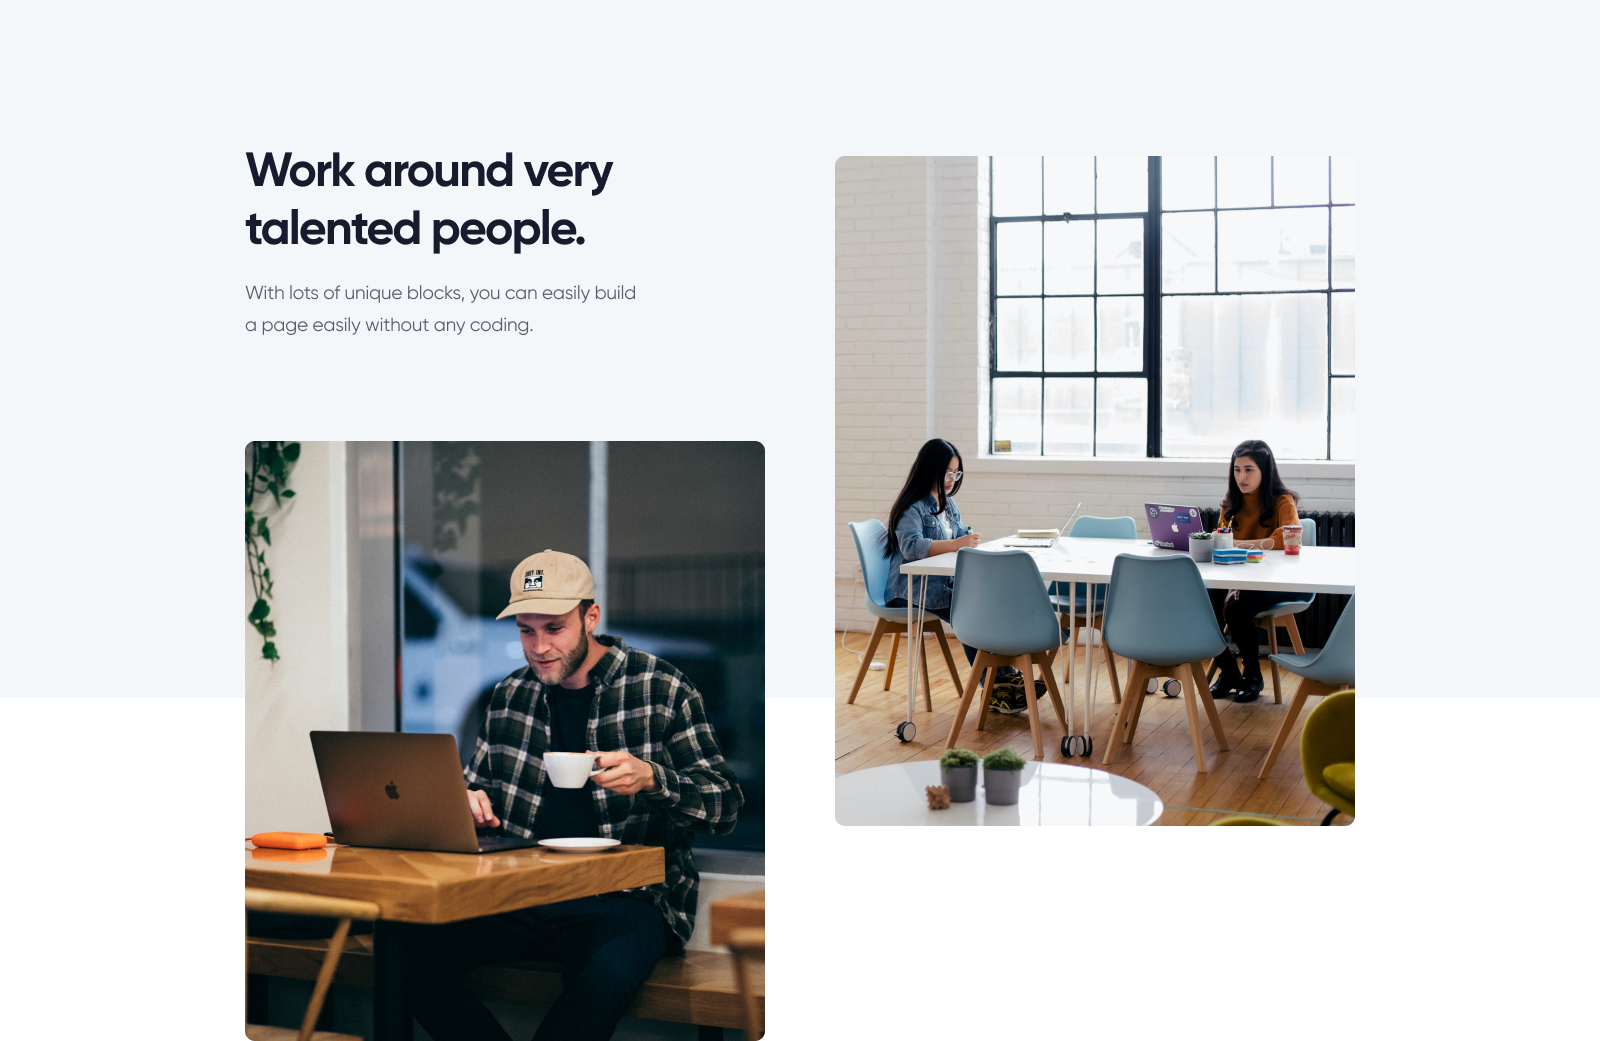 Work around very
talented people.
With lots of unique blocks, you can easily build
a page easily without any coding.